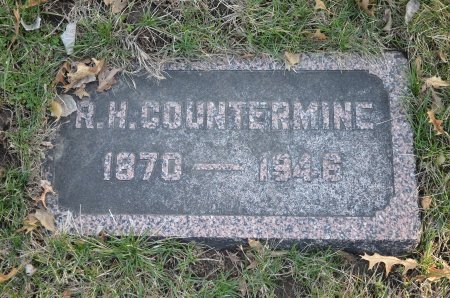 R.H. COUNTERMINE
1870 — 1946